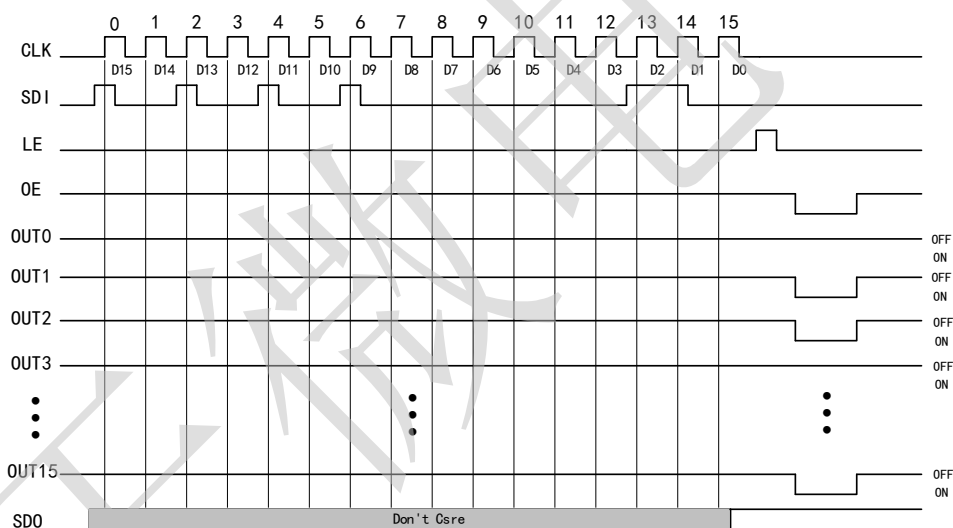 0 1 2 3 4 5 6 7 8 9 10 11 12 13 14 15
CLK
D15 D14 D13 D12 D11 D10 D9 D8 D7 D6 D5 D4 D3 D2 D1 D0
SDI
LE
OE
OUT0
OFF
ON
OUT1
OFF
ON
OUT2
OFF
ON
OUT3
OFF
ON
OUT15
OFF
ON
SDO
Don't Csre